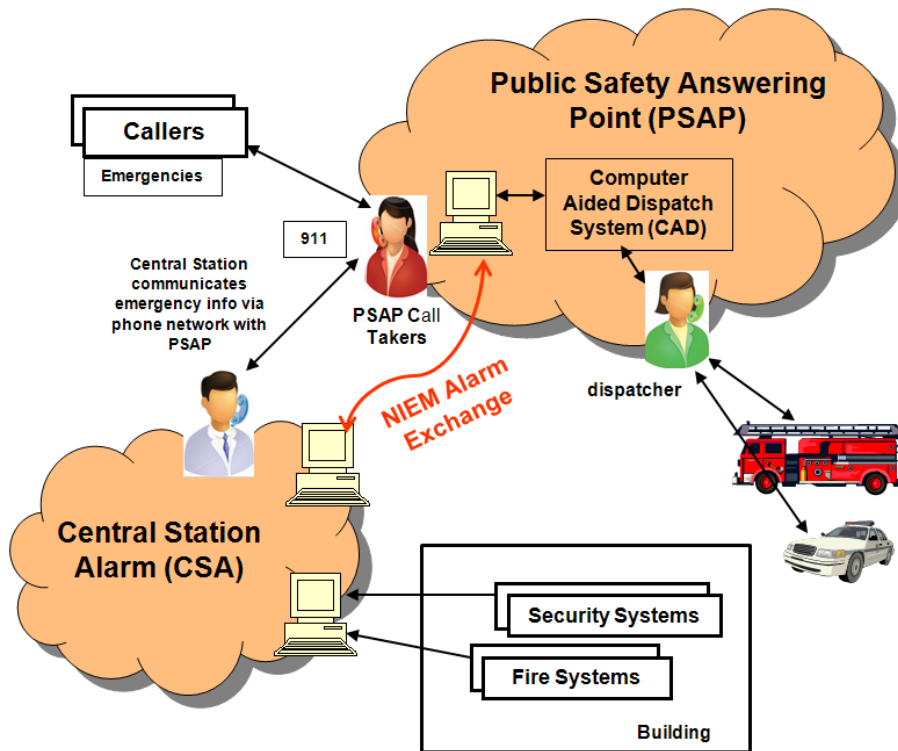 Public Safety Answering
Point (PSAP)
Callers
Emergencies
Computer
Aided Dispatch
System (CAD)
911
Central Station
communicates
emergency info via
phone network with
PSAP
PSAP Call
Takers
dispatcher
NIEM Alarm
Exchange
Central Station
Alarm (CSA)
Security Systems
Fire Systems
Building